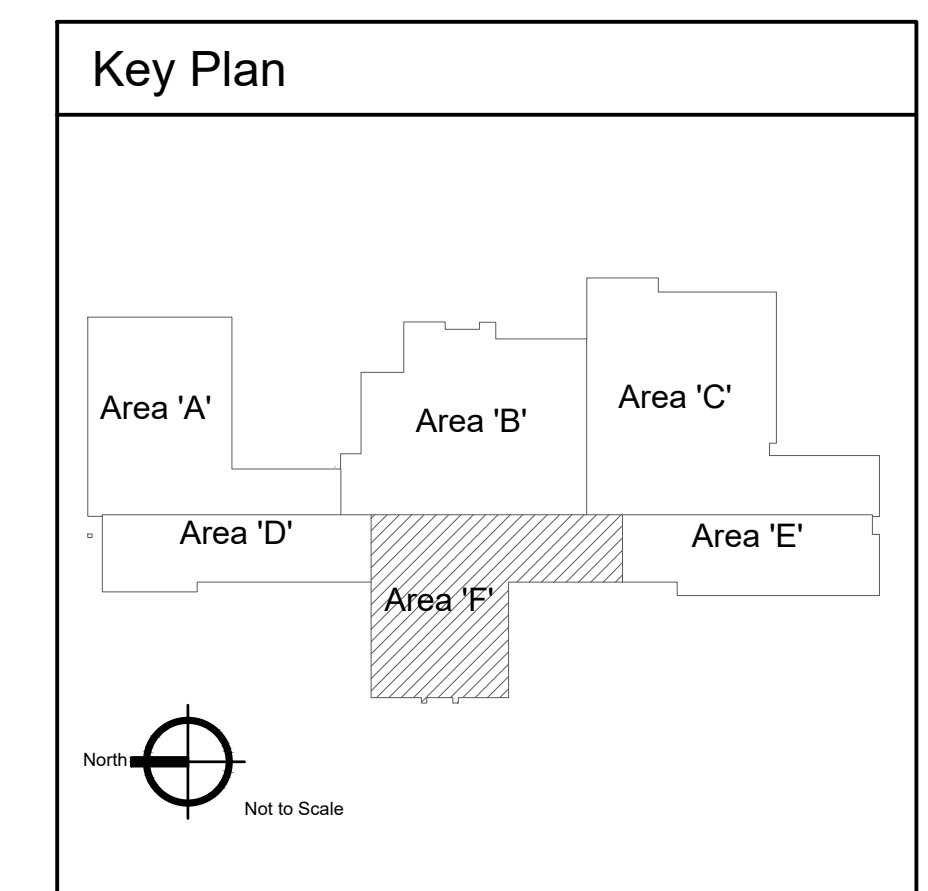 Key Plan
Area 'A'
Area 'B'
Area 'C'
Area 'D'
Area 'E'
Area 'F'
North
Not to Scale